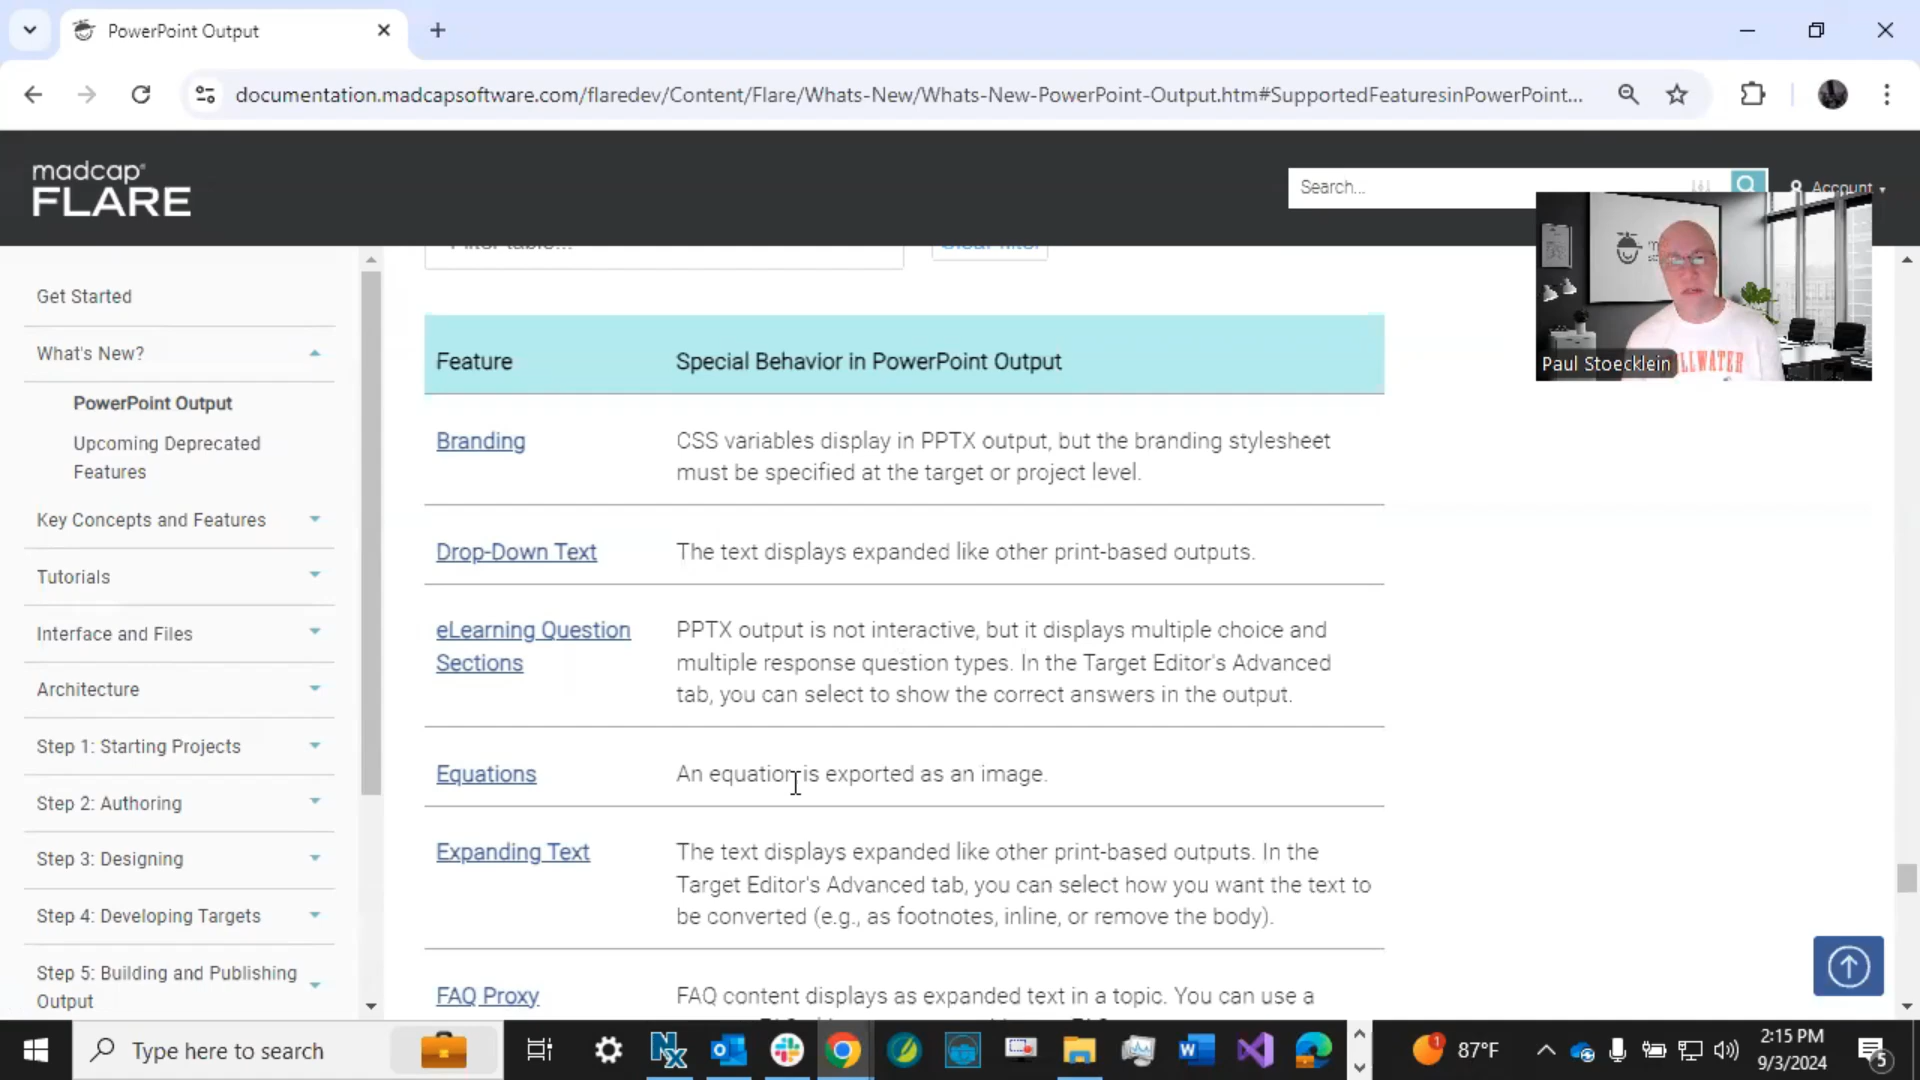 PowerPoint Output
documentation.madcapsoftware.com/flaredev/Content/Flare/Whats-New/Whats-New-PowerPoint-Output.htm#SupportedFeaturesinPowerPoint...
madcap®
FLARE
Search...
Account
Clear filter
Paul Stoecklein
Get Started
What's New?
PowerPoint Output
Upcoming Deprecated
Features
Key Concepts and Features
Tutorials
Interface and Files
Architecture
Step 1: Starting Projects
Step 2: Authoring
Step 3: Designing
Step 4: Developing Targets
Step 5: Building and Publishing
Output
Feature Special Behavior in PowerPoint Output
Branding CSS variables display in PPTX output, but the branding stylesheet
must be specified at the target or project level.
Drop-Down Text The text displays expanded like other print-based outputs.
eLearning Question PPTX output is not interactive, but it displays multiple choice and
Sections multiple response question types. In the Target Editor's Advanced
tab, you can select to show the correct answers in the output.
Equations An equation is exported as an image.
Expanding Text The text displays expanded like other print-based outputs. In the
Target Editor's Advanced tab, you can select how you want the text to
be converted (e.g., as footnotes, inline, or remove the body).
FAQ Proxy FAQ content displays as expanded text in a topic. You can use a
Type here to search
87°F
2:15 PM
9/3/2024
5